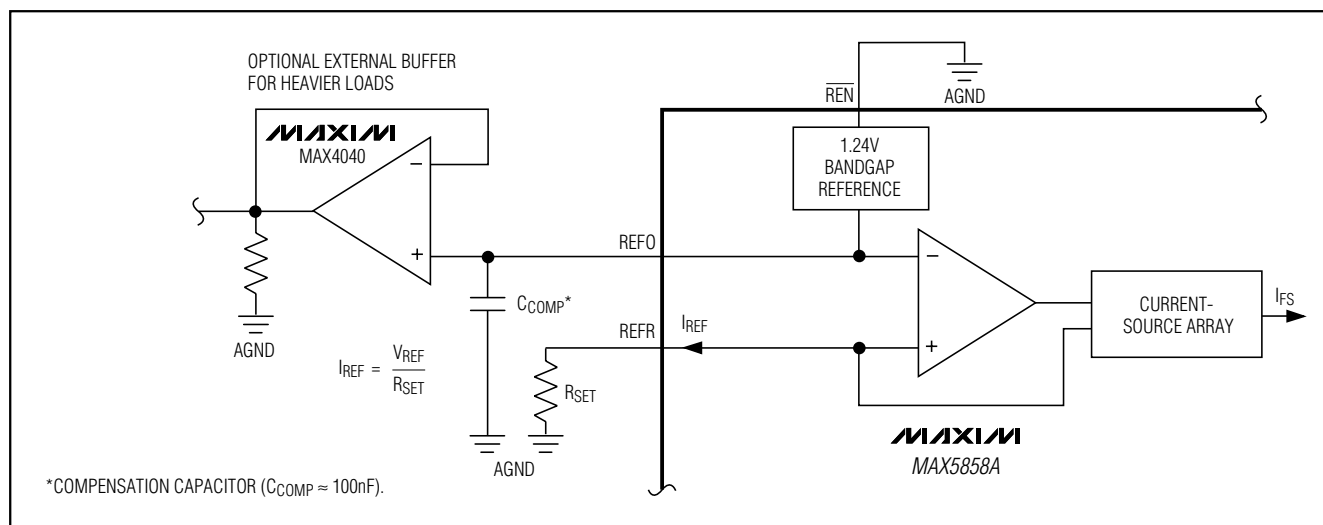 OPTIONAL EXTERNAL BUFFER
FOR HEAVIER LOADS
MAXIM
MAX4040
−
+
AGND
REN
AGND
1.24V
BANDGAP
REFERENCE
REFO
−
+
CCOMP*
REFR
IREF
CURRENT-
SOURCE ARRAY
IFS
IREF = VREF
RSET
RSET
AGND
MAXIM
MAX5858A
*COMPENSATION CAPACITOR (CCOMP ≈ 100nF).